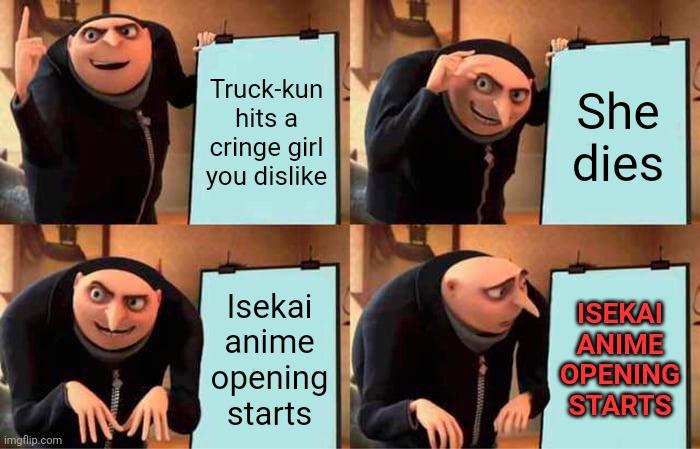 Truck-kun
hits a
cringe girl
you dislike
She
dies
Isekai
anime
opening
starts
ISEKAI
ANIME
OPENING
STARTS
imgflip.com